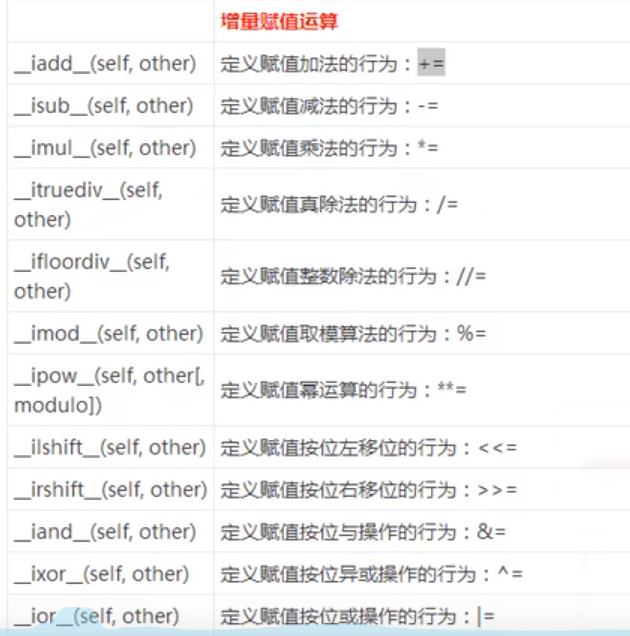 增量赋值运算
__iadd__(self, other) 定义赋值加法的行为：+=
__isub__(self, other) 定义赋值减法的行为：-=
__imul__(self, other) 定义赋值乘法的行为：*=
__itruediv__(self,
other) 定义赋值真除法的行为：/=
__ifloordiv__(self,
other) 定义赋值整数除法的行为：//=
__imod__(self, other) 定义赋值取模算法的行为：%=
__ipow__(self, other[,
modulo]) 定义赋值幂运算的行为：**=
__ilshift__(self, other) 定义赋值按位左移位的行为：<<=
__irshift__(self, other) 定义赋值按位右移位的行为：>>=
__iand__(self, other) 定义赋值按位与操作的行为：&=
__ixor__(self, other) 定义赋值按位异或操作的行为：^=
__ior__(self, other) 定义赋值按位或操作的行为：|=